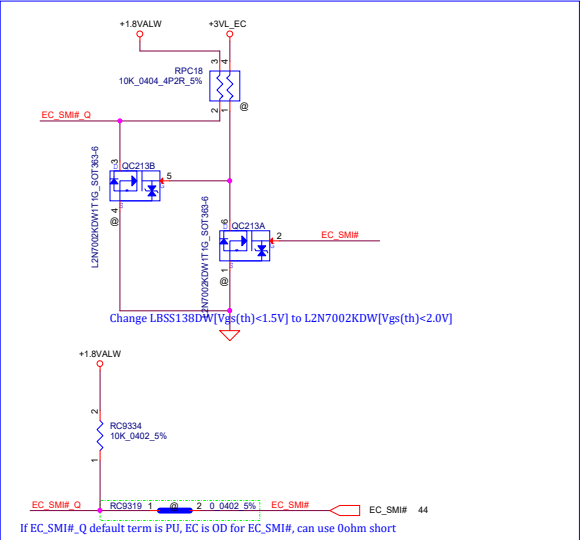 +1.8VALW
+3VL_EC
3
4
RPC18
10K_0404_4P2R_5%
2
1
@
EC_SMI#_Q
3
QC213B
5
L2N7002KDW1T1G_SOT363-6
@
4
6
QC213A
2
EC_SMI#
L2N7002KDW1T1G_SOT363-6
@
1
Change LBSS138DW[Vgs(th)<1.5V] to L2N7002KDW[Vgs(th)<2.0V]
+1.8VALW
2
RC9334
10K_0402_5%
1
EC_SMI#_Q
RC9319 1 @ 2 0_0402_5%
EC_SMI#
EC_SMI# 44
If EC_SMI#_Q default term is PU, EC is OD for EC_SMI#, can use 0ohm short